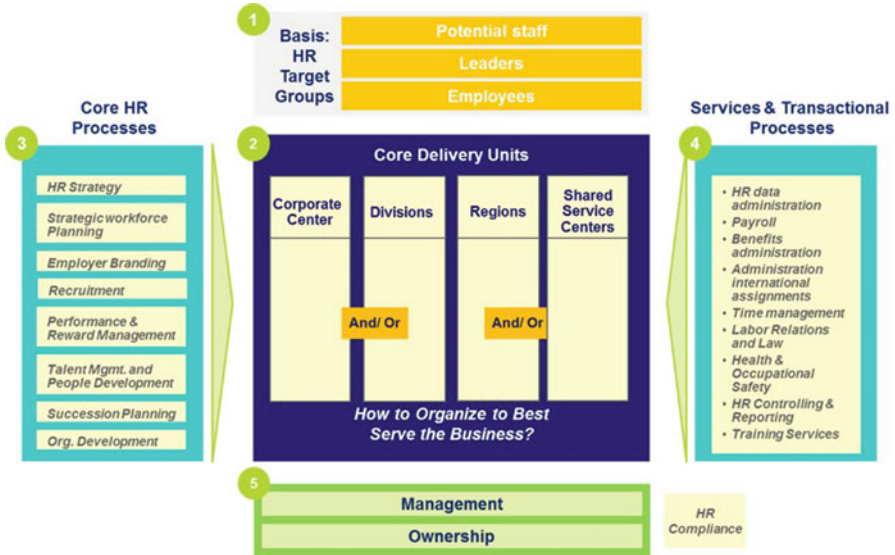 1
Basis:
HR
Target
Groups
Potential staff
Leaders
Employees
Core HR
Processes
3
HR Strategy
Strategic workforce
Planning
Employer Branding
Recruitment
Performance &
Reward Management
Talent Mgmt. and
People Development
Succession Planning
Org. Development
2
Core Delivery Units
Corporate
Center
Divisions
Regions
Shared
Service
Centers
And/ Or
And/ Or
How to Organize to Best
Serve the Business?
Services & Transactional
Processes
4
• HR data
administration
• Payroll
• Benefits
administration
• Administration
international
assignments
• Time management
• Labor Relations
and Law
• Health &
Occupational
Safety
• HR Controlling &
Reporting
• Training Services
5
Management
Ownership
HR
Compliance